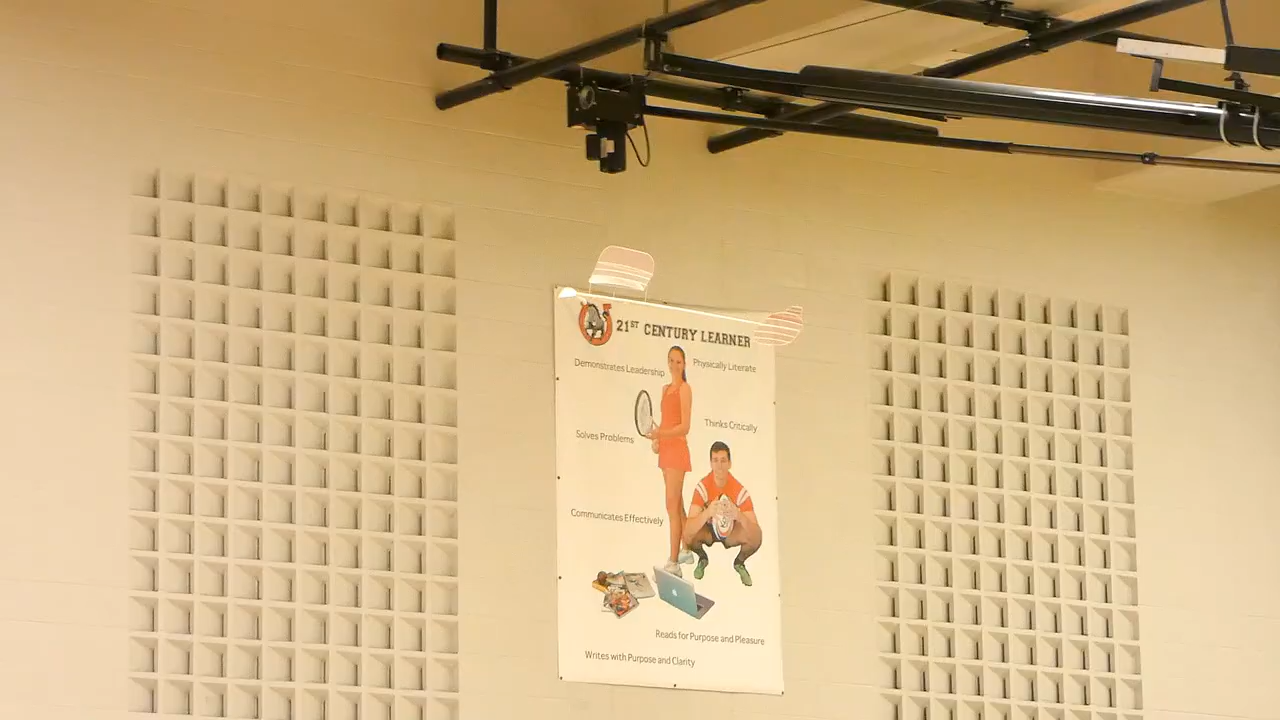 21ST CENTURY LEARNER
Demonstrates Leadership
Physically Literate
Thinks Critically
Solves Problems
Communicates Effectively
Reads for Purpose and Pleasure
Writes with Purpose and Clarity